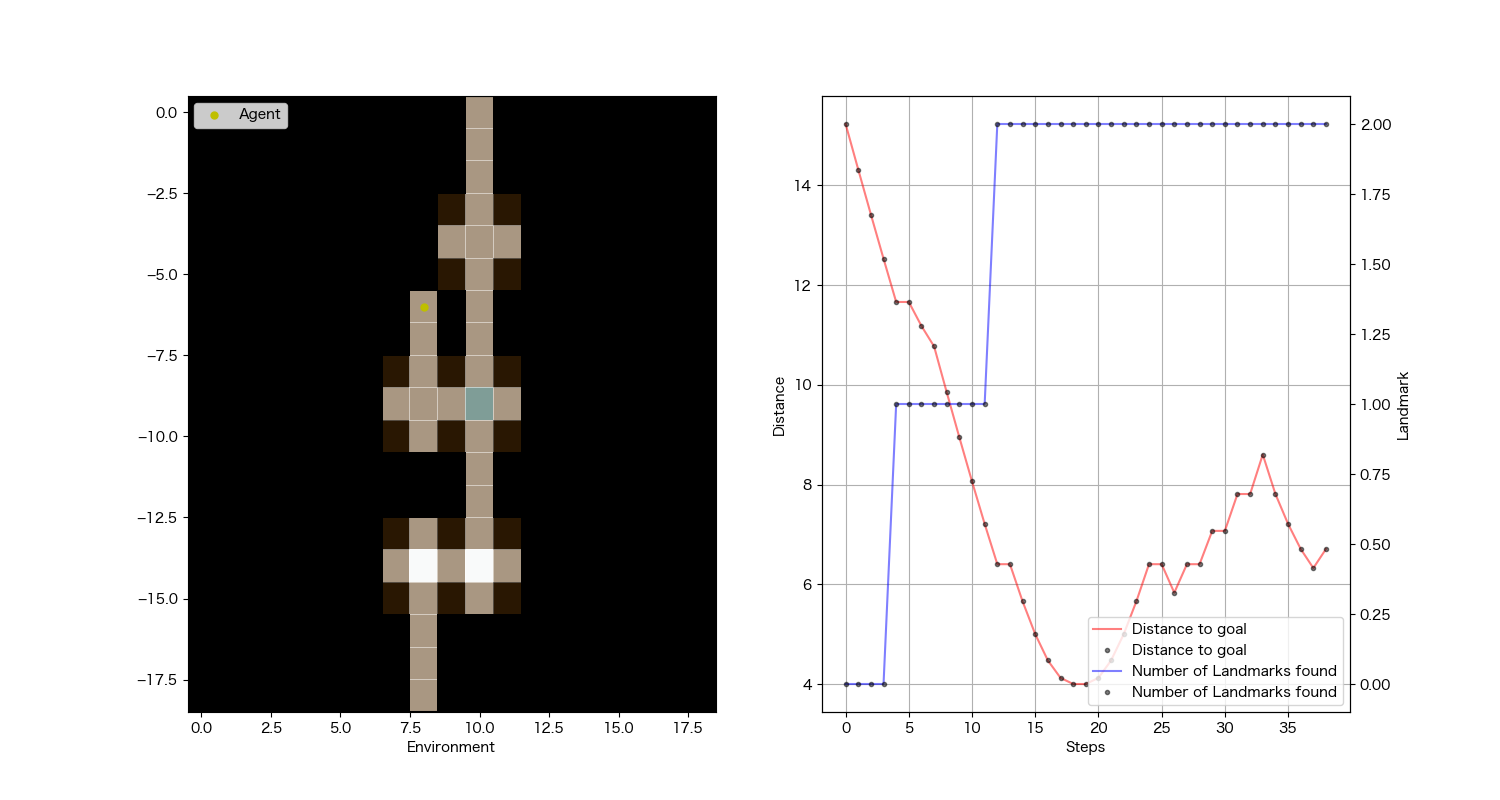 Agent
0.0
−2.5
−5.0
−7.5
−10.0
−12.5
−15.0
−17.5
0.0 2.5 5.0 7.5 10.0 12.5 15.0 17.5
Environment
Distance
14
12
10
8
6
4
0 5 10 15 20 25 30 35
Steps
2.00
1.75
1.50
1.25
1.00
0.75
0.50
0.25
0.00
Landmark
Distance to goal
Distance to goal
Number of Landmarks found
Number of Landmarks found